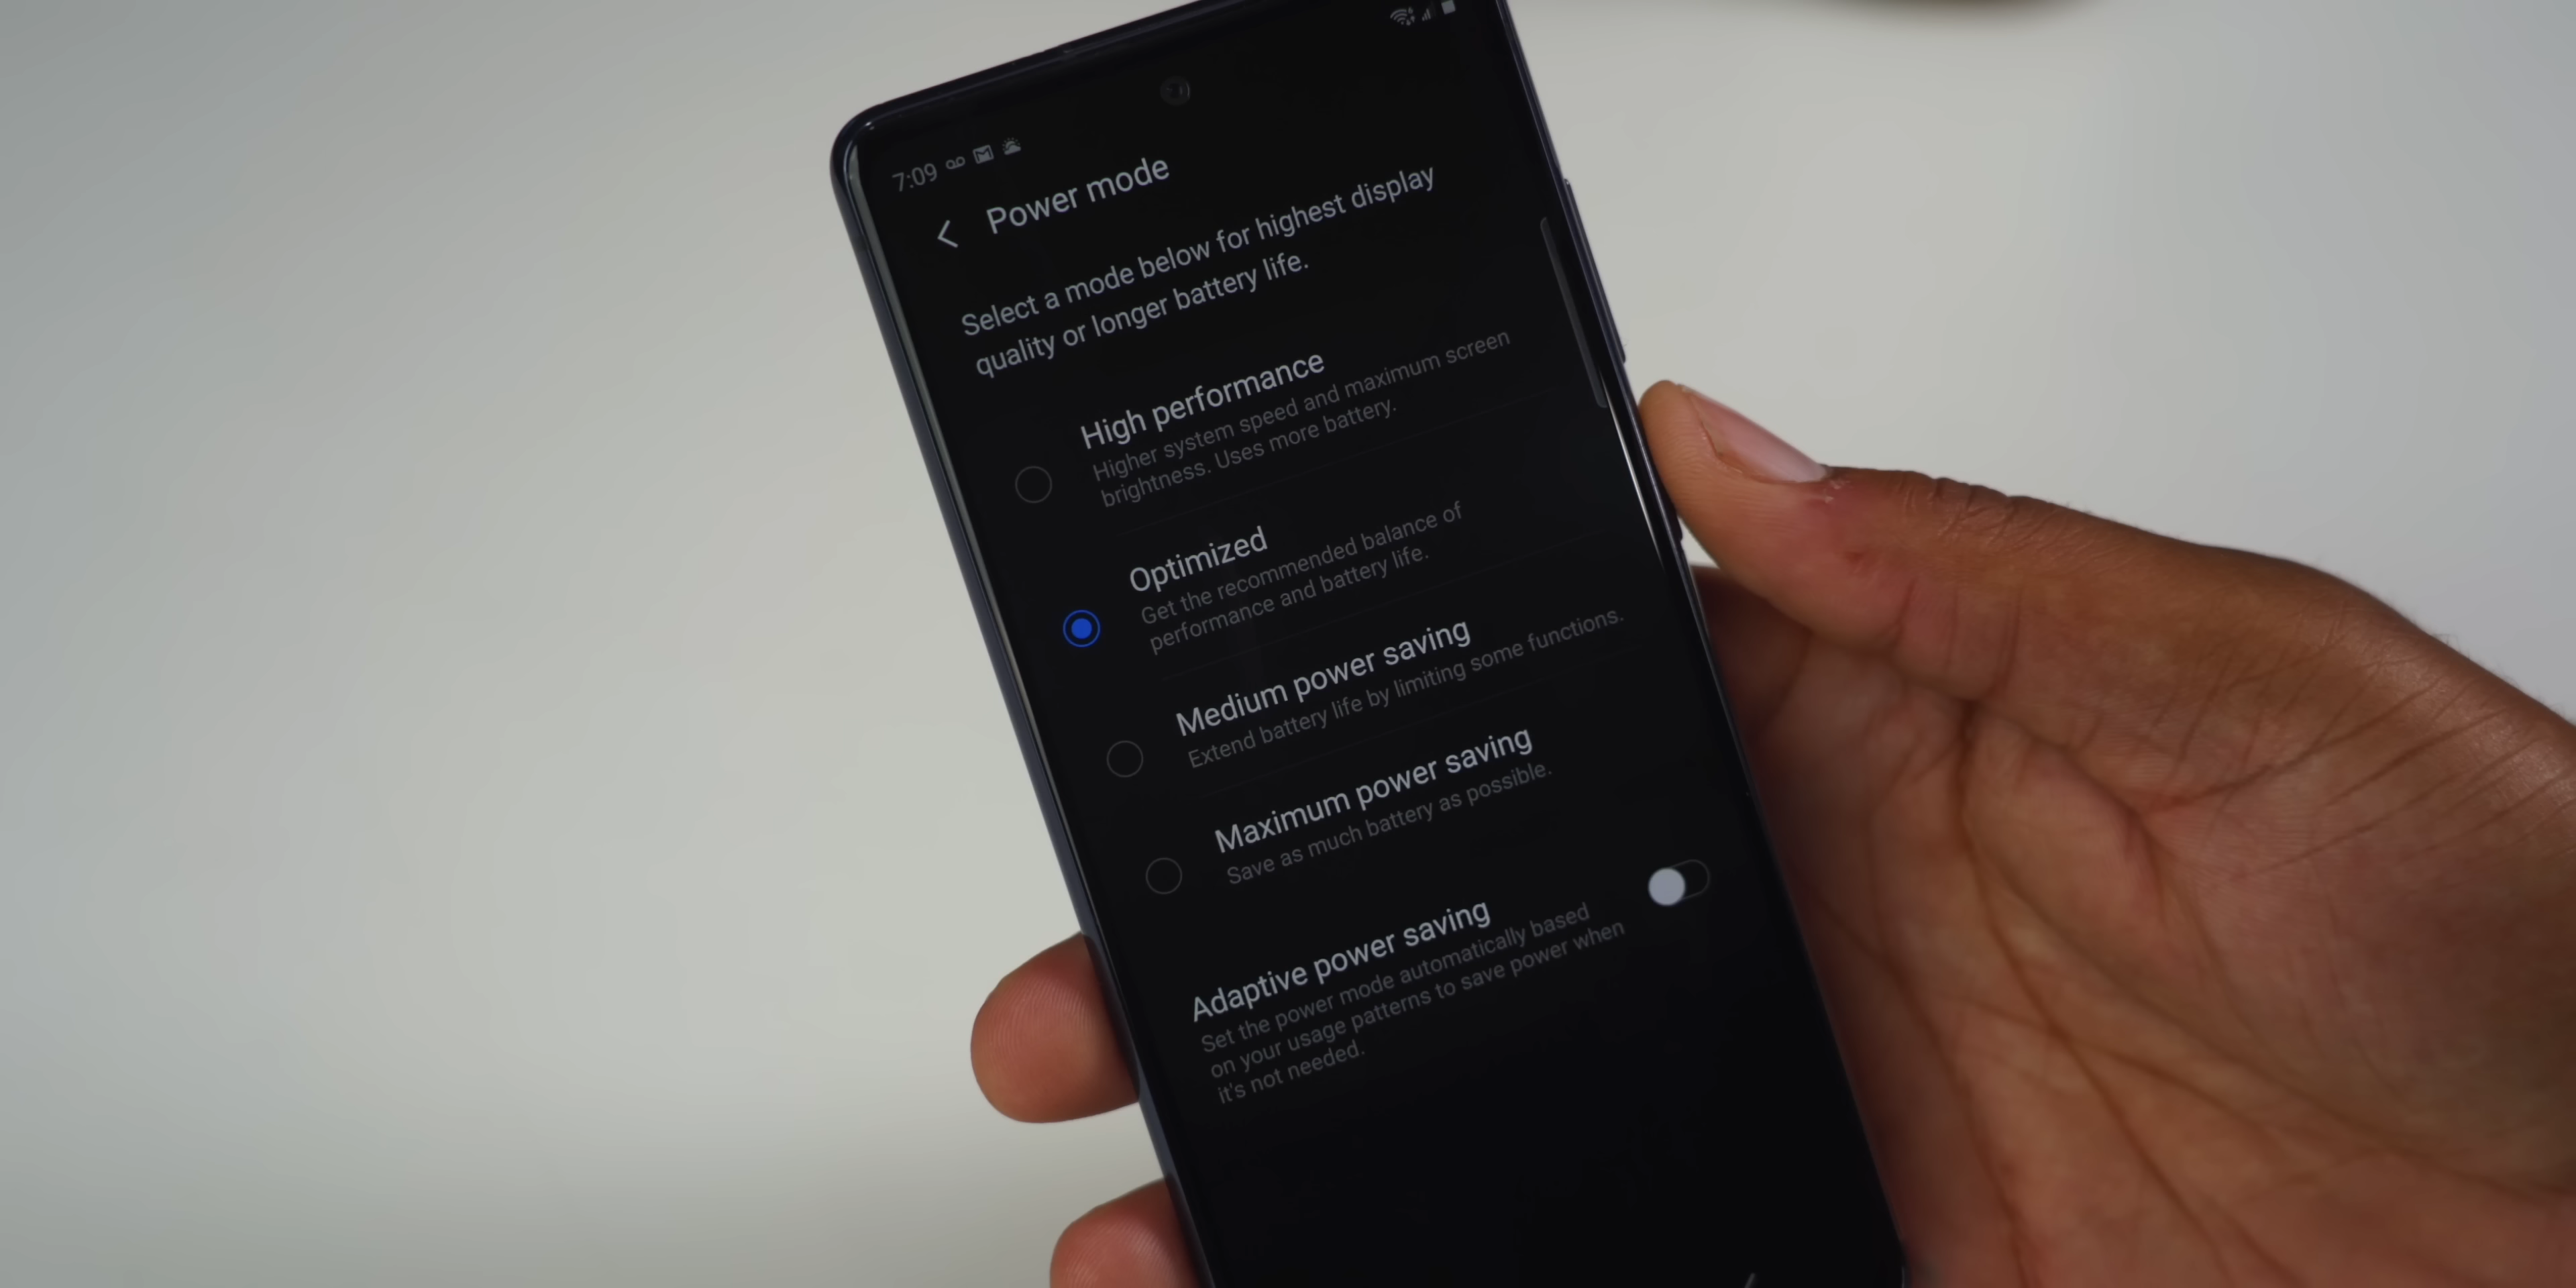 7:09
Power mode
Select a mode below for highest display
quality or longer battery life.
High performance
Higher system speed and maximum screen
brightness. Uses more battery.
Optimized
Get the recommended balance of
performance and battery life.
Medium power saving
Extend battery life by limiting some functions.
Maximum power saving
Save as much battery as possible.
Adaptive power saving
Set the power mode automatically based
on your usage patterns to save power when
it's not needed.